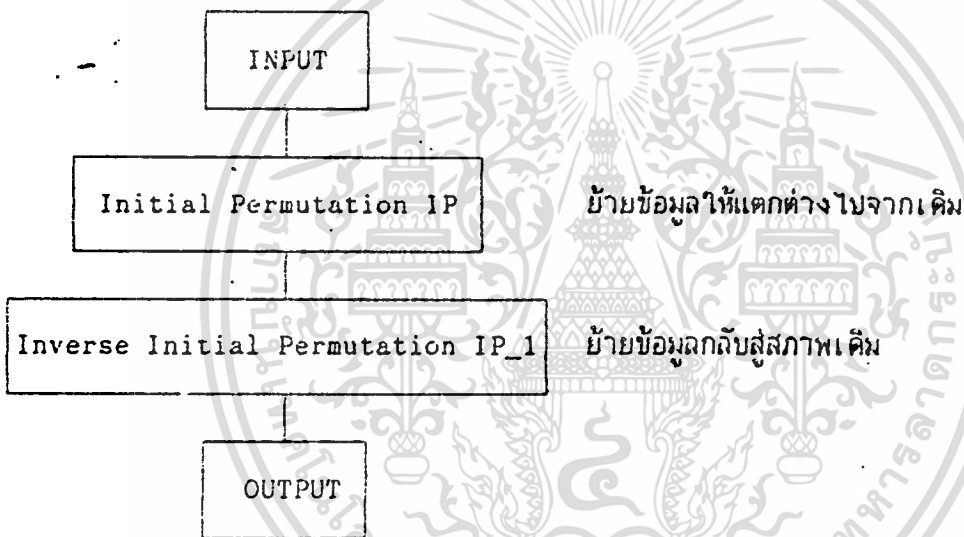 INPUT
Initial Permutation IP
ย้ายข้อมูลให้แตกต่างไปจากเดิม
Inverse Initial Permutation IP_1
ย้ายข้อมูลกลับสู่สภาพเดิม
OUTPUT